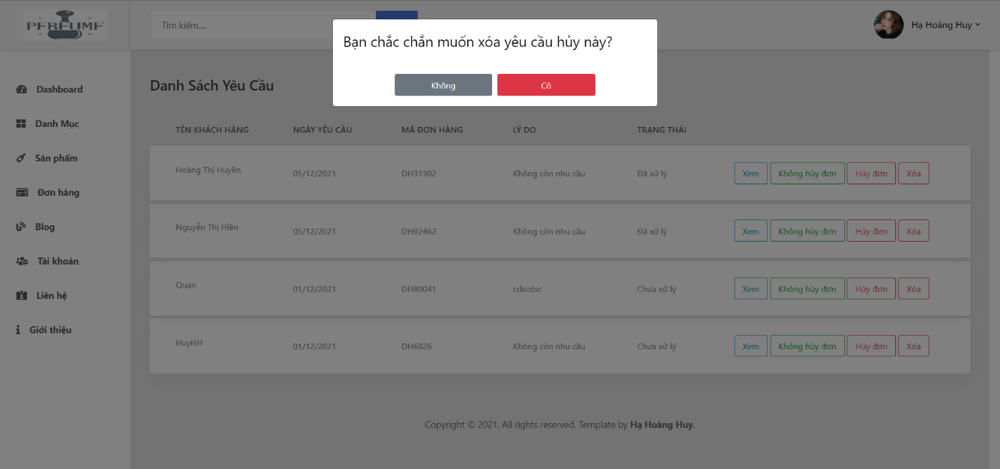 PFREUMF
Tìm kiếm....
Hạ Hoàng Huy
Bạn chắc chắn muốn xóa yêu cầu hủy này?
Không Có
Dashboard
Danh Mục
Sản phẩm
Đơn hàng
Blog
Tài khoản
Liên hệ
Giới thiệu
Danh Sách Yêu Cầu
TÊN KHÁCH HÀNG NGÀY YÊU CẦU MÃ ĐƠN HÀNG LÝ DO TRẠNG THÁI
Hoàng Thị Huyền 05/12/2021 DH31302 Không còn nhu cầu Đã xử lý Xem Không hủy đơn Hủy đơn Xóa
Nguyễn Thị Hiền 05/12/2021 DH92462 Không còn nhu cầu Đã xử lý Xem Không hủy đơn Hủy đơn Xóa
Quan 01/12/2021 DH80041 cdscdsc Chưa xử lý Xem Không hủy đơn Hủy đơn Xóa
HuyHH 01/12/2021 DH6826 Không còn nhu cầu Chưa xử lý Xem Không hủy đơn Hủy đơn Xóa
Copyright © 2021. All rights reserved. Template by Hạ Hoàng Huy.